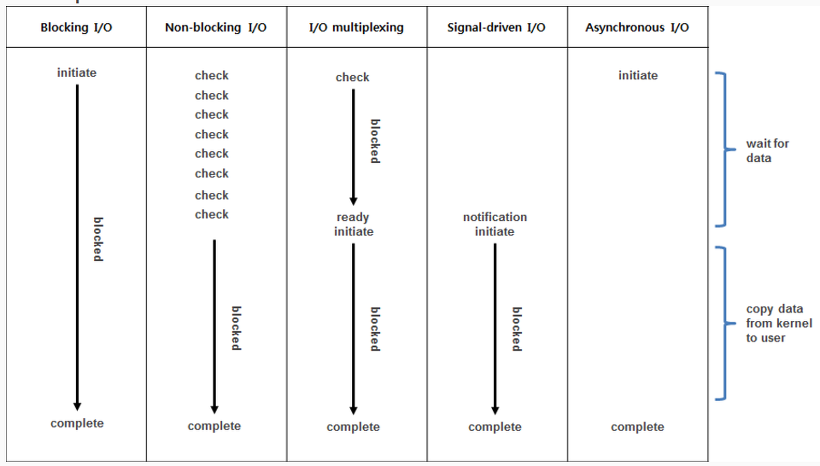 Blocking I/O
Non-blocking I/O
I/O multiplexing
Signal-driven I/O
Asynchronous I/O
initiate
blocked
complete
check
check
check
check
check
check
check
check
blocked
complete
check
blocked
ready
initiate
blocked
complete
notification
initiate
blocked
complete
initiate
complete
wait for
data
copy data
from kernel
to user